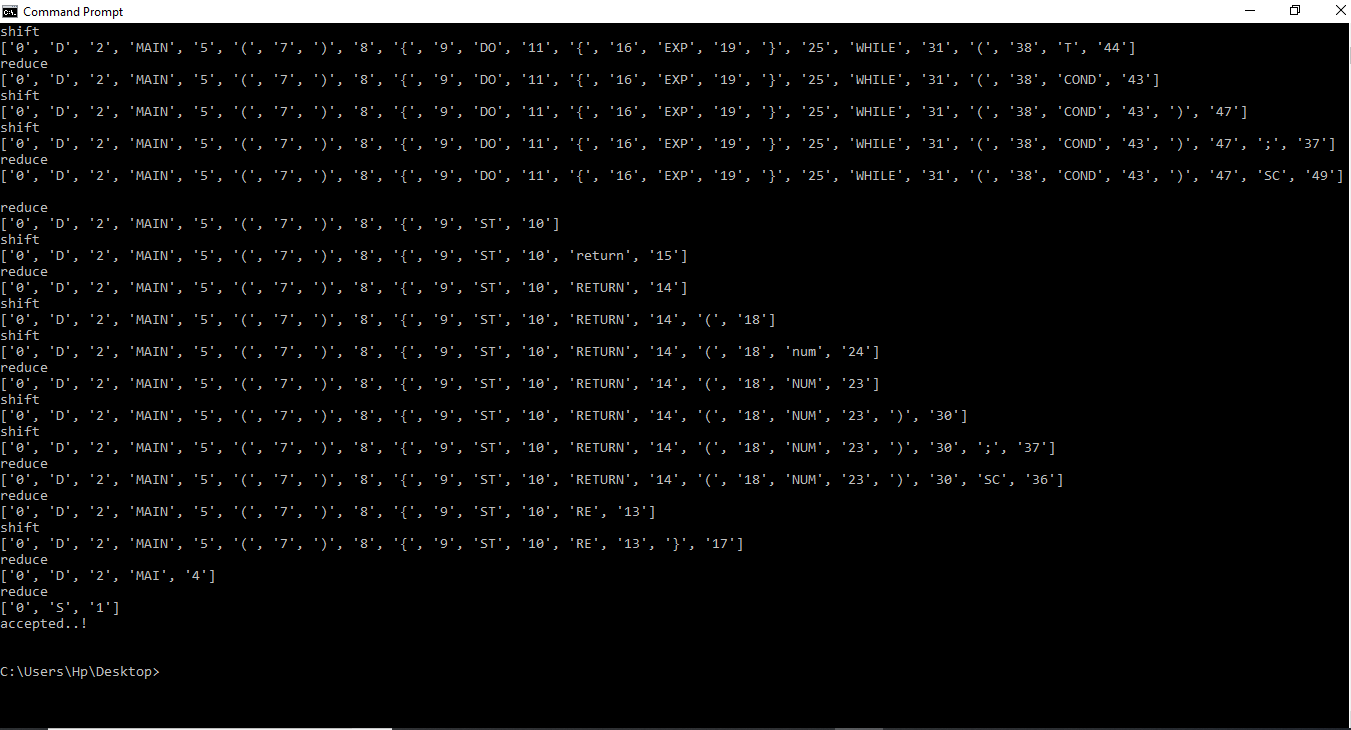 Command Prompt
shift
['0', 'D', '2', 'MAIN', '5', '(', '7', ')', '8', '{', '9', 'DO', '11', '{', '16', 'EXP', '19', '}', '25', 'WHILE', '31', '(', '38', 'T', '44']
reduce
['0', 'D', '2', 'MAIN', '5', '(', '7', ')', '8', '{', '9', 'DO', '11', '{', '16', 'EXP', '19', '}', '25', 'WHILE', '31', '(', '38', 'COND', '43']
shift
['0', 'D', '2', 'MAIN', '5', '(', '7', ')', '8', '{', '9', 'DO', '11', '{', '16', 'EXP', '19', '}', '25', 'WHILE', '31', '(', '38', 'COND', '43', ')', '47']
shift
['0', 'D', '2', 'MAIN', '5', '(', '7', ')', '8', '{', '9', 'DO', '11', '{', '16', 'EXP', '19', '}', '25', 'WHILE', '31', '(', '38', 'COND', '43', ')', '47', ';', '37']
reduce
['0', 'D', '2', 'MAIN', '5', '(', '7', ')', '8', '{', '9', 'DO', '11', '{', '16', 'EXP', '19', '}', '25', 'WHILE', '31', '(', '38', 'COND', '43', ')', '47', 'SC', '49']
reduce
['0', 'D', '2', 'MAIN', '5', '(', '7', ')', '8', '{', '9', 'ST', '10']
shift
['0', 'D', '2', 'MAIN', '5', '(', '7', ')', '8', '{', '9', 'ST', '10', 'return', '15']
reduce
['0', 'D', '2', 'MAIN', '5', '(', '7', ')', '8', '{', '9', 'ST', '10', 'RETURN', '14']
shift
['0', 'D', '2', 'MAIN', '5', '(', '7', ')', '8', '{', '9', 'ST', '10', 'RETURN', '14', '(', '18']
shift
['0', 'D', '2', 'MAIN', '5', '(', '7', ')', '8', '{', '9', 'ST', '10', 'RETURN', '14', '(', '18', 'num', '24']
reduce
['0', 'D', '2', 'MAIN', '5', '(', '7', ')', '8', '{', '9', 'ST', '10', 'RETURN', '14', '(', '18', 'NUM', '23']
shift
['0', 'D', '2', 'MAIN', '5', '(', '7', ')', '8', '{', '9', 'ST', '10', 'RETURN', '14', '(', '18', 'NUM', '23', ')', '30']
shift
['0', 'D', '2', 'MAIN', '5', '(', '7', ')', '8', '{', '9', 'ST', '10', 'RETURN', '14', '(', '18', 'NUM', '23', ')', '30', ';', '37']
reduce
['0', 'D', '2', 'MAIN', '5', '(', '7', ')', '8', '{', '9', 'ST', '10', 'RETURN', '14', '(', '18', 'NUM', '23', ')', '30', 'SC', '36']
reduce
['0', 'D', '2', 'MAIN', '5', '(', '7', ')', '8', '{', '9', 'ST', '10', 'RE', '13']
shift
['0', 'D', '2', 'MAIN', '5', '(', '7', ')', '8', '{', '9', 'ST', '10', 'RE', '13', '}', '17']
reduce
['0', 'D', '2', 'MAI', '4']
reduce
['0', 'S', '1']
accepted..!
C:\Users\Hp\Desktop>